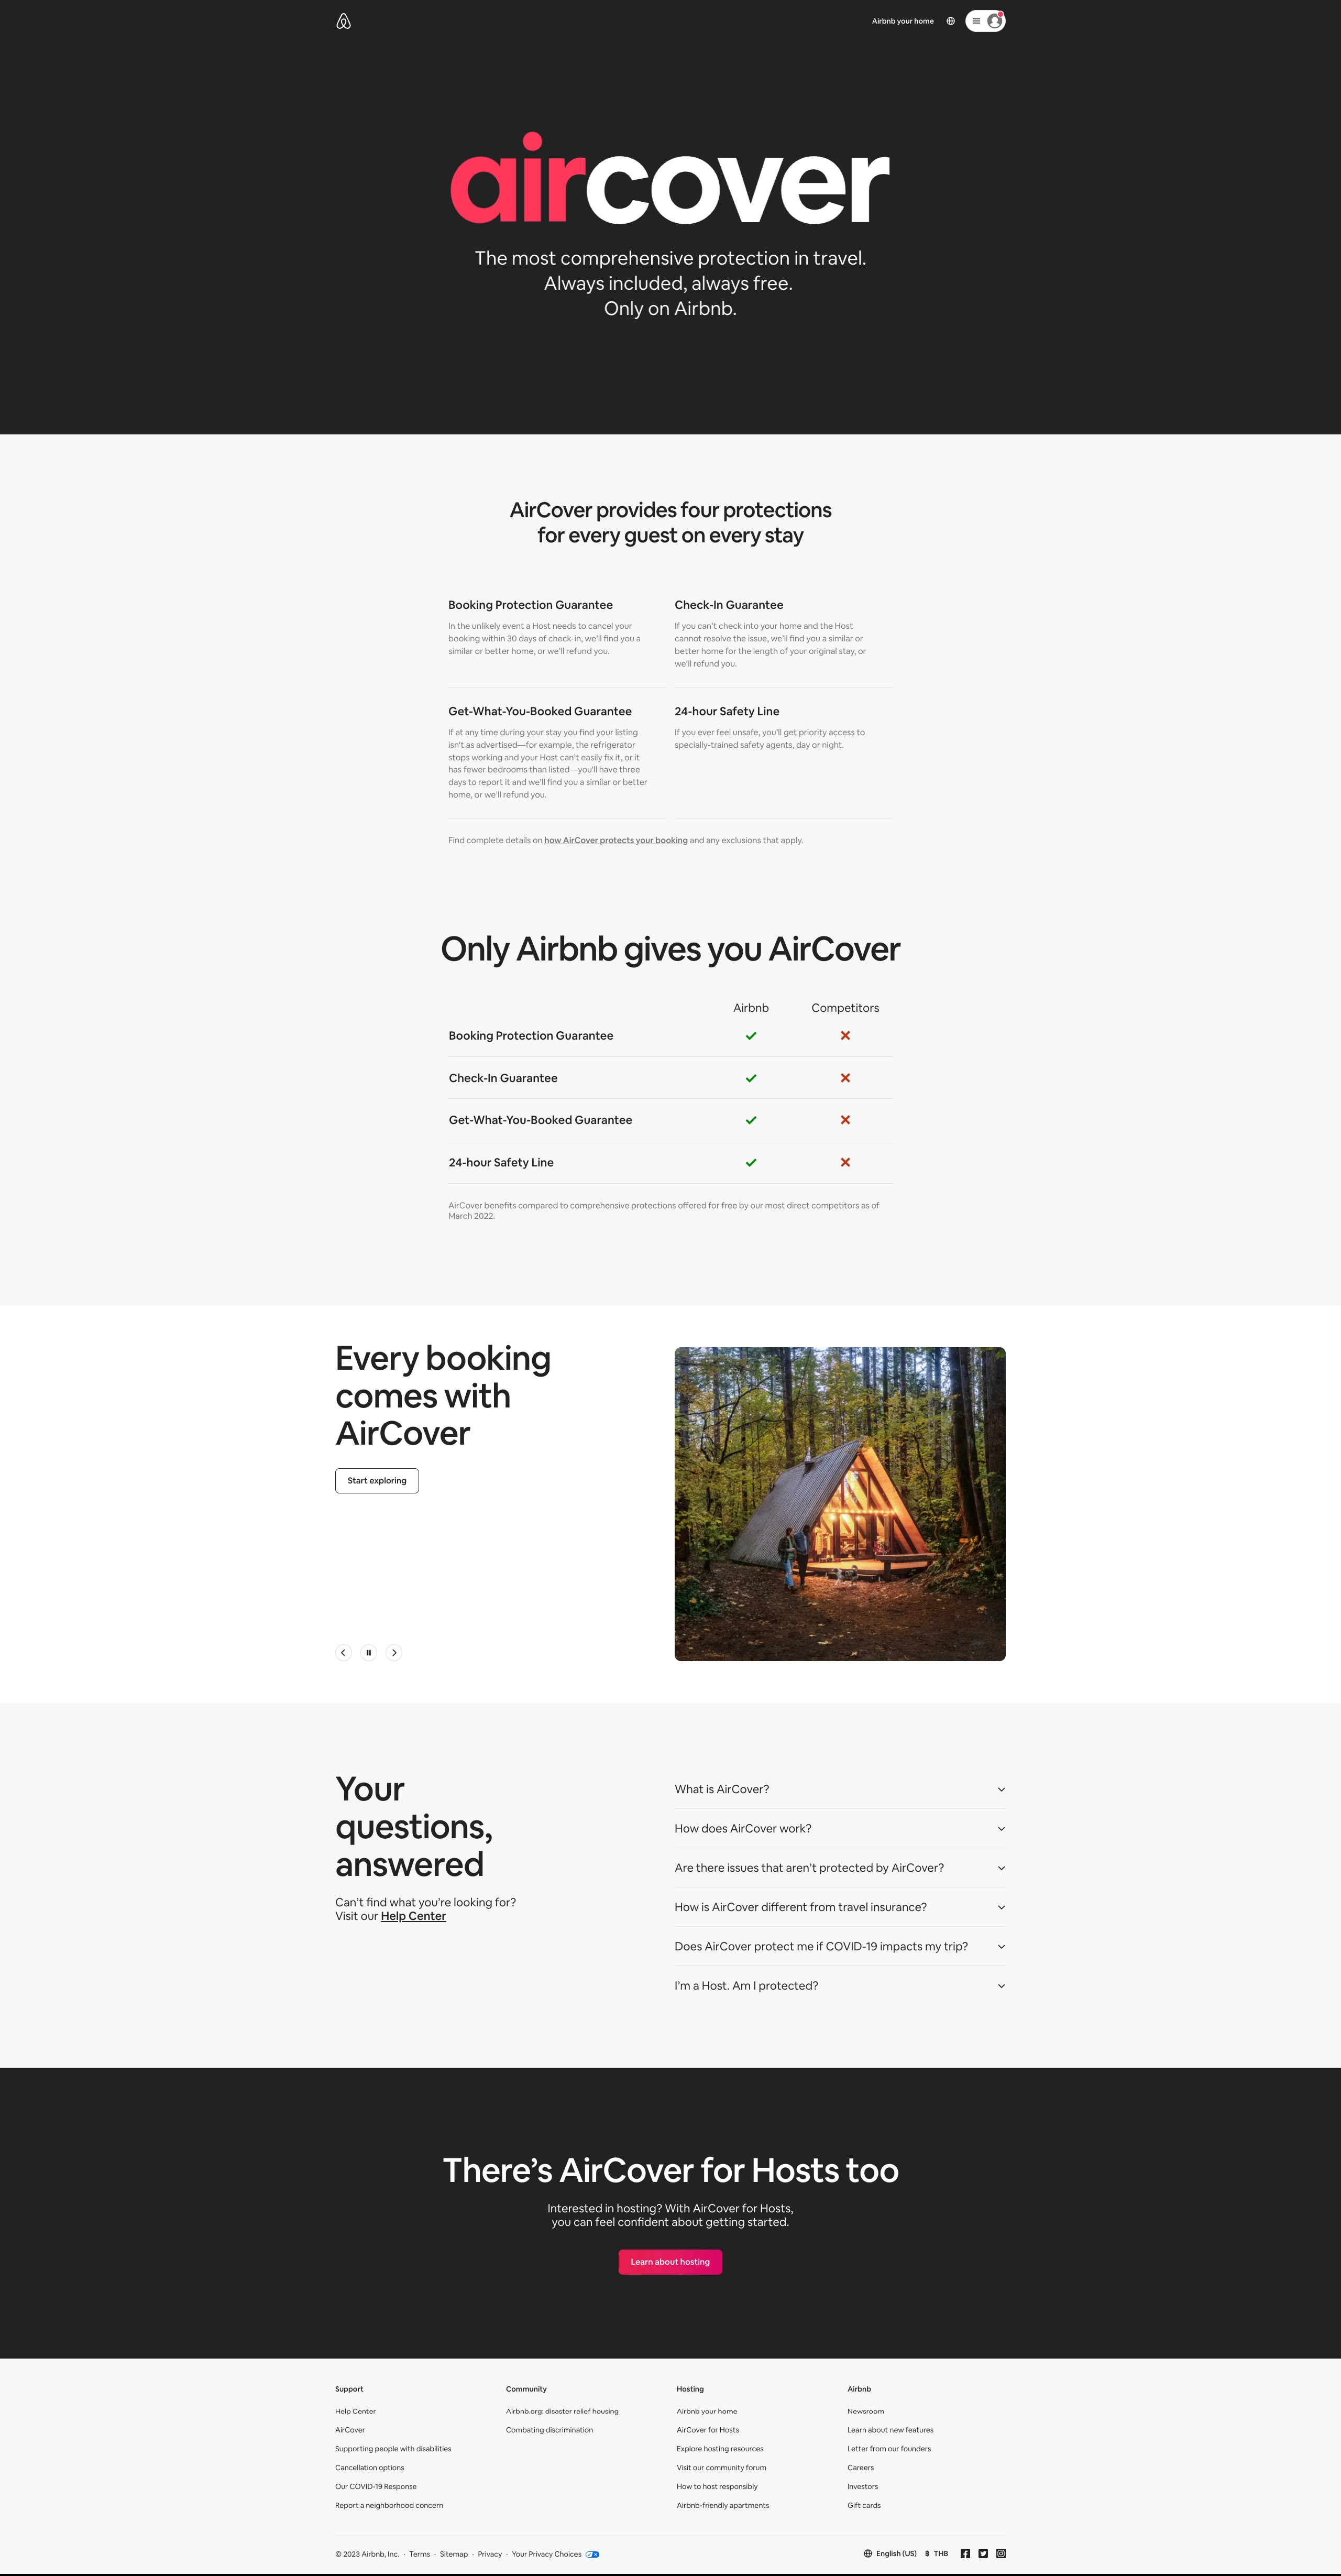 Airbnb your home
aircover
The most comprehensive protection in travel.
Always included, always free.
Only on Airbnb.
AirCover provides four protections
for every guest on every stay
Booking Protection Guarantee
In the unlikely event a Host needs to cancel your
booking within 30 days of check-in, we'll find you a
similar or better home, or we'll refund you.
Check-In Guarantee
If you can't check into your home and the Host
cannot resolve the issue, we'll find you a similar or
better home for the length of your original stay, or
we'll refund you.
Get-What-You-Booked Guarantee
If at any time during your stay you find your listing
isn't as advertised—for example, the refrigerator
stops working and your Host can't easily fix it, or it
has fewer bedrooms than listed—you'll have three
days to report it and we'll find you a similar or better
home, or we'll refund you.
24-hour Safety Line
If you ever feel unsafe, you'll get priority access to
specially-trained safety agents, day or night.
Find complete details on how AirCover protects your booking and any exclusions that apply.
Only Airbnb gives you AirCover
Airbnb Competitors
Booking Protection Guarantee
Check-In Guarantee
Get-What-You-Booked Guarantee
24-hour Safety Line
AirCover benefits compared to comprehensive protections offered for free by our most direct competitors as of
March 2022.
Every booking
comes with
AirCover
Start exploring
Your
questions,
answered
Can't find what you're looking for?
Visit our Help Center
What is AirCover?
How does AirCover work?
Are there issues that aren't protected by AirCover?
How is AirCover different from travel insurance?
Does AirCover protect me if COVID-19 impacts my trip?
I'm a Host. Am I protected?
There's AirCover for Hosts too
Interested in hosting? With AirCover for Hosts,
you can feel confident about getting started.
Learn about hosting
Support
Help Center
AirCover
Supporting people with disabilities
Cancellation options
Our COVID-19 Response
Report a neighborhood concern
Community
Airbnb.org: disaster relief housing
Combating discrimination
Hosting
Airbnb your home
AirCover for Hosts
Explore hosting resources
Visit our community forum
How to host responsibly
Airbnb-friendly apartments
Airbnb
Newsroom
Learn about new features
Letter from our founders
Careers
Investors
Gift cards
© 2023 Airbnb, Inc. · Terms · Sitemap · Privacy · Your Privacy Choices
English (US) ฿ THB